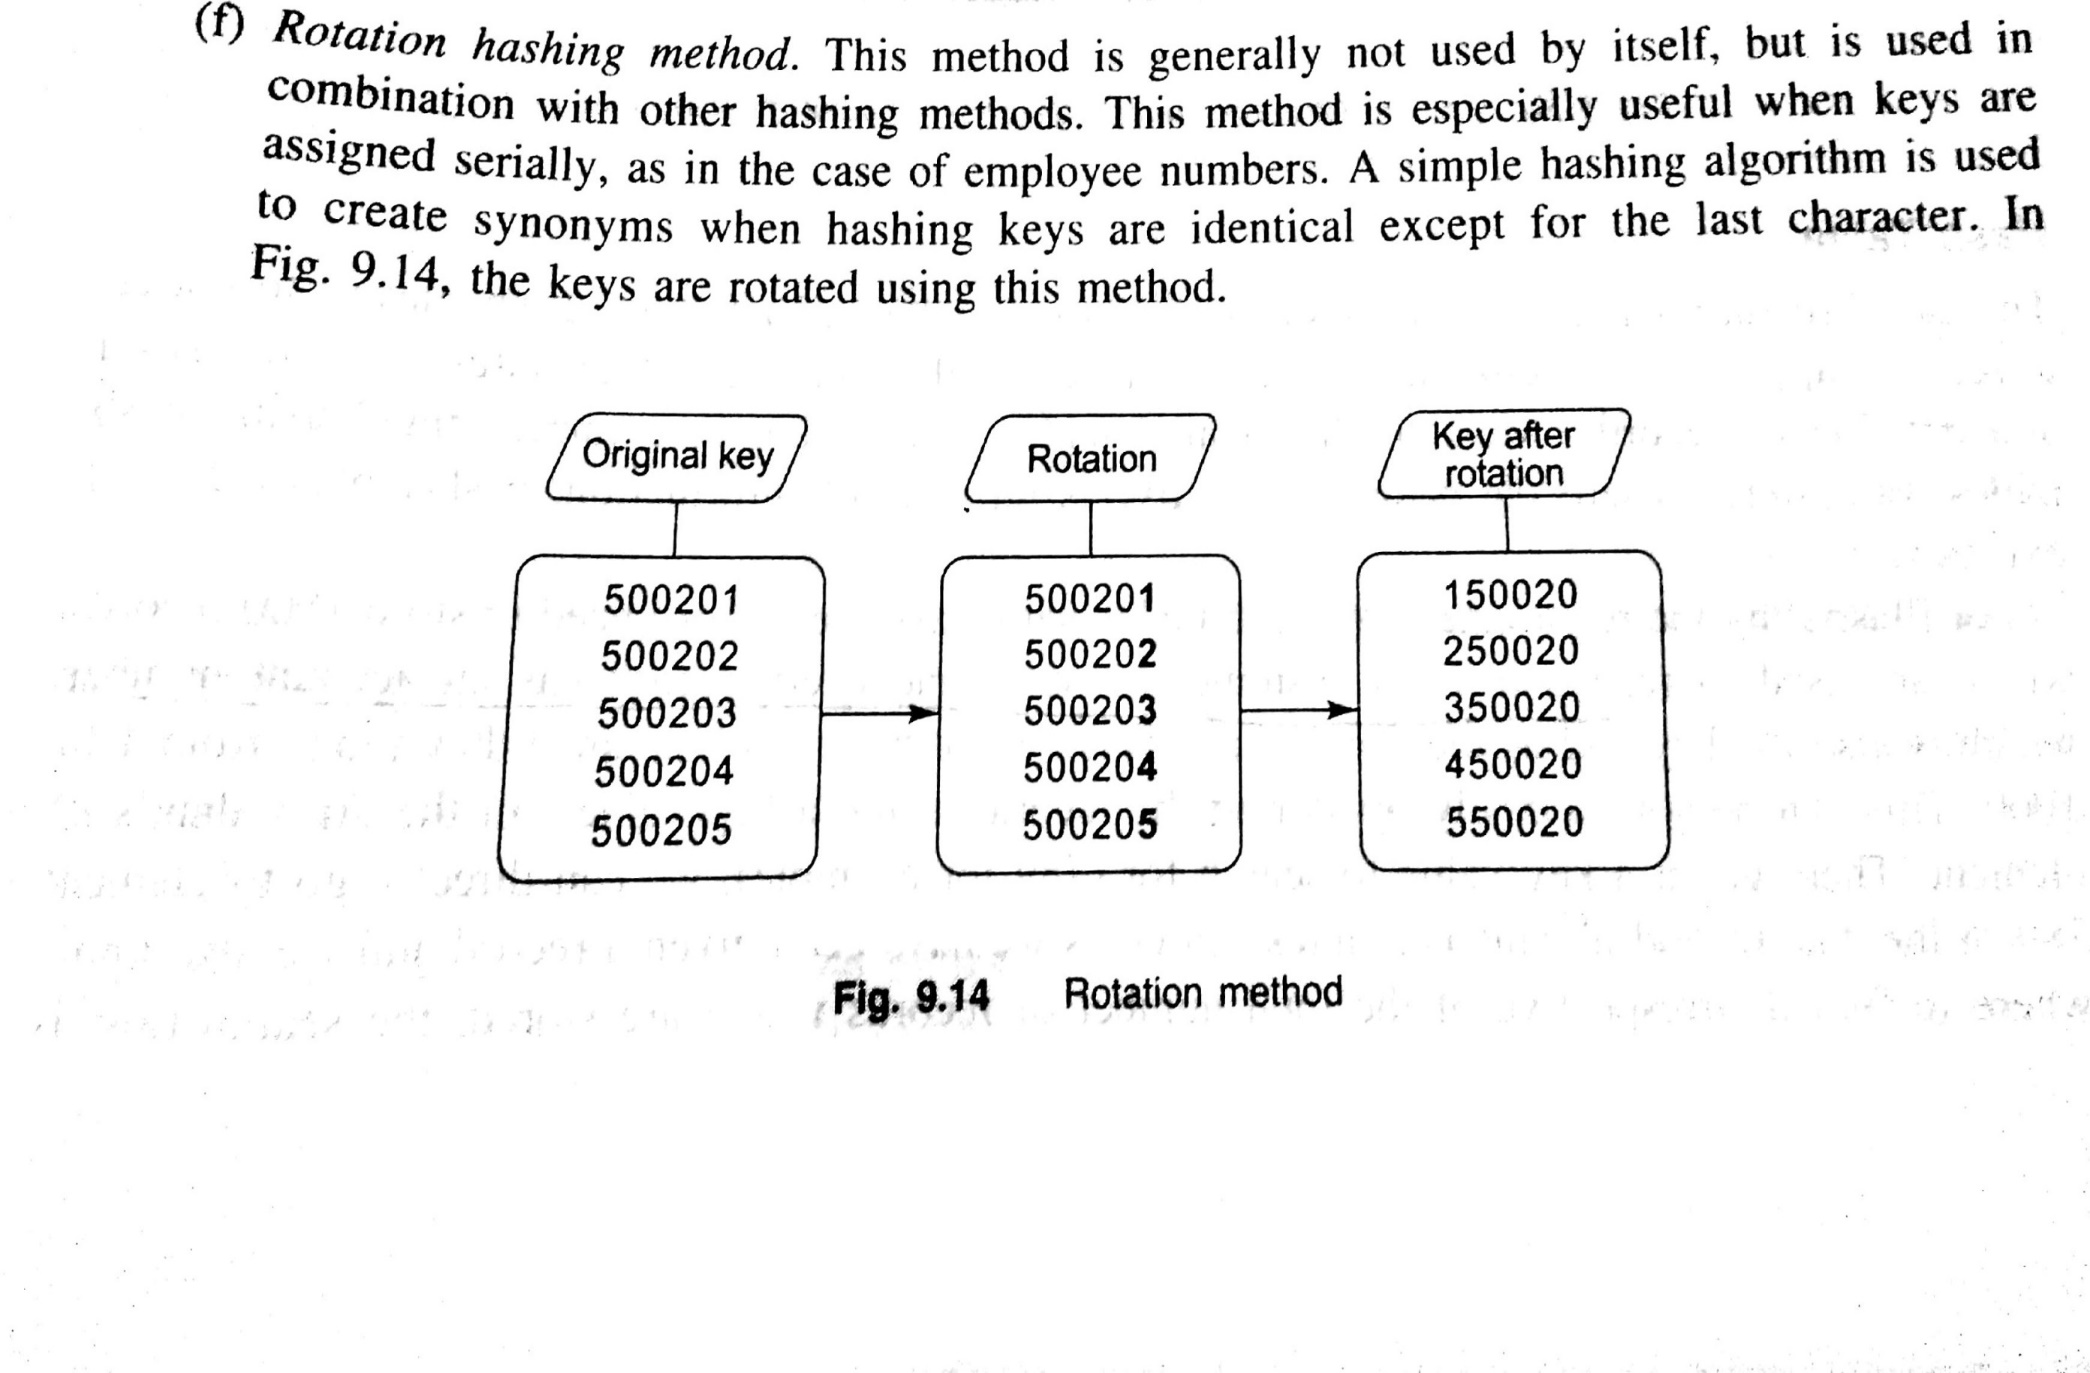 (f) Rotation hashing method. This method is generally not used by itself, but is used in
combination with other hashing methods. This method is especially useful when keys are
assigned serially, as in the case of employee numbers. A simple hashing algorithm is used
to create synonyms when hashing keys are identical except for the last character. In
Fig. 9.14, the keys are rotated using this method.
Original key
500201
500202
500203
500204
500205
Rotation
500201
500202
500203
500204
500205
Key after
rotation
150020
250020
350020
450020
550020
Fig. 9.14 Rotation method